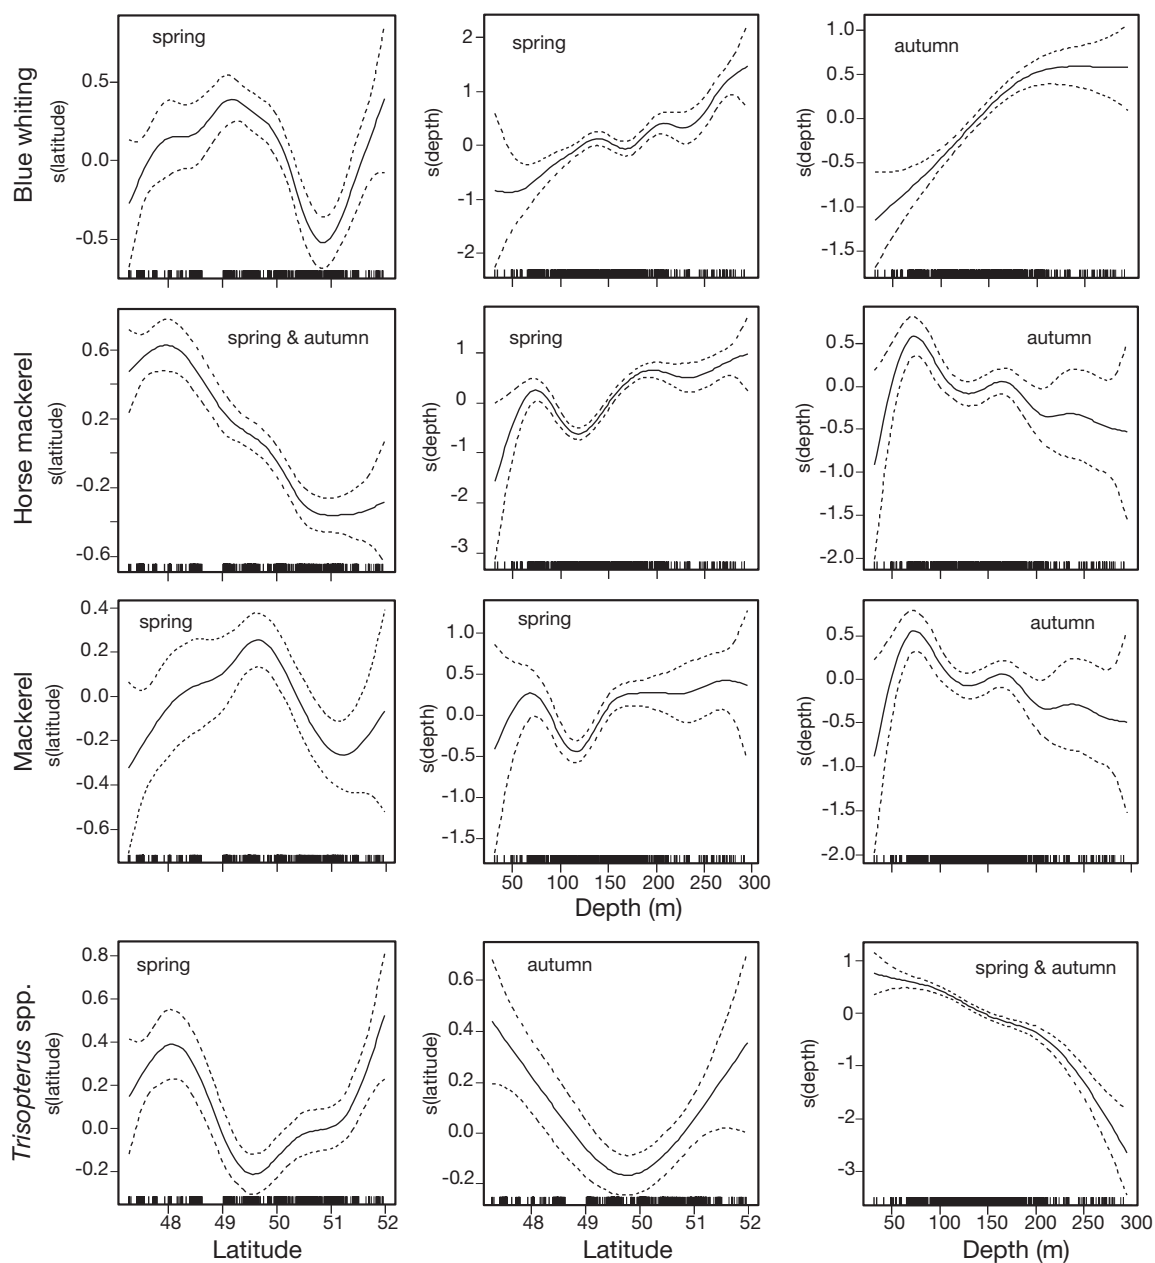 Blue whiting
s(latitude)
spring
0.5
0.0
-0.5
s(depth)
spring
2
1
0
-1
-2
s(depth)
autumn
1.0
0.5
0.0
-0.5
-1.0
-1.5
Horse mackerel
s(latitude)
spring & autumn
0.6
0.2
-0.2
-0.6
s(depth)
spring
1
0
-1
-2
-3
s(depth)
autumn
0.5
0.0
-0.5
-1.0
-1.5
-2.0
Mackerel
s(latitude)
spring
0.4
0.2
0.0
-0.2
-0.4
-0.6
s(depth)
spring
1.0
0.5
0.0
-0.5
-1.0
-1.5
50 100 150 200 250 300
Depth (m)
s(depth)
autumn
0.5
0.0
-0.5
-1.0
-1.5
-2.0
Trisopterus spp.
s(latitude)
spring
0.8
0.6
0.4
0.2
0.0
-0.2
48 49 50 51 52
Latitude
s(latitude)
autumn
0.6
0.4
0.2
0.0
-0.2
48 49 50 51 52
Latitude
s(depth)
spring & autumn
1
0
-1
-2
-3
50 100 150 200 250 300
Depth (m)